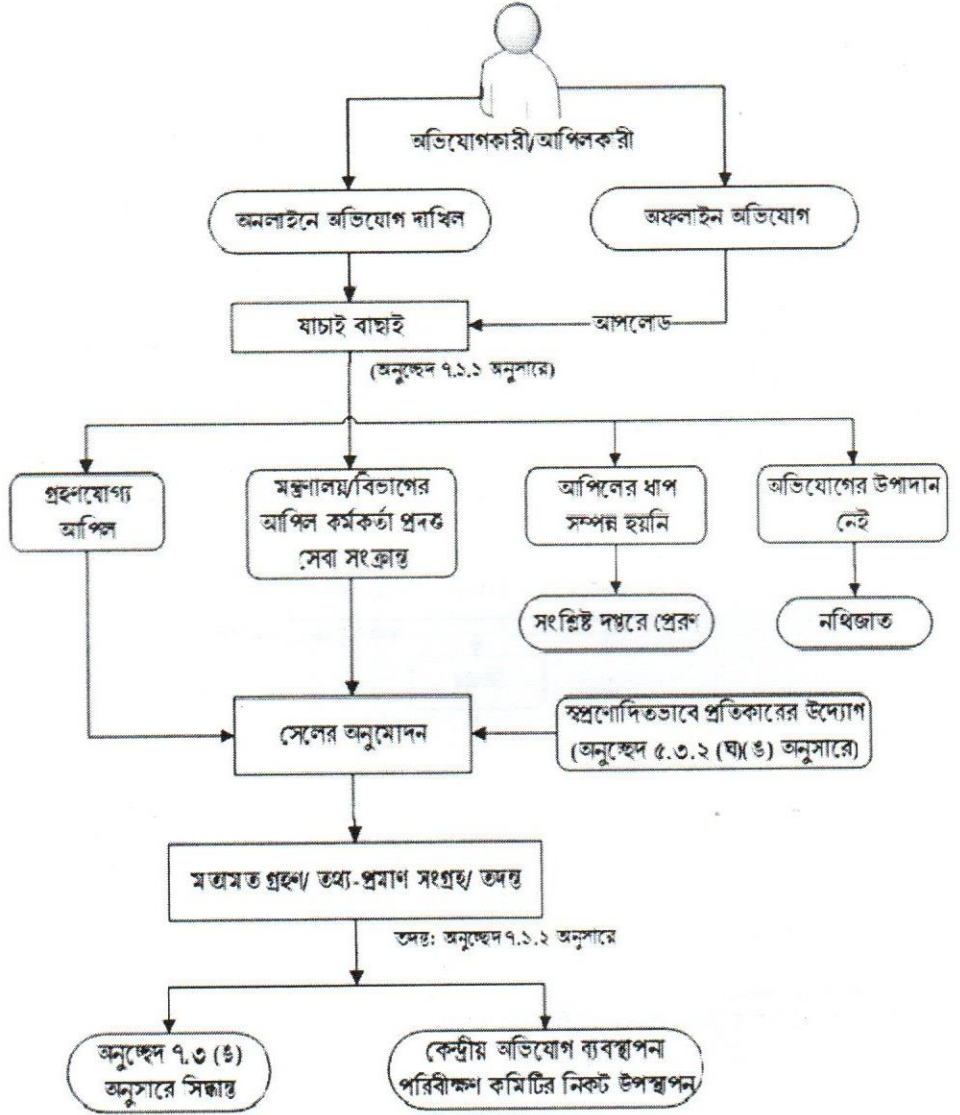 অভিযোগকারী/আপিলকারী
অনলাইনে অভিযোগ দাখিল
অফলাইন অভিযোগ
যাচাই বাছাই
আপলোড
(অনুচ্ছেদ ৭.১.১ অনুসারে)
গ্রহণযোগ্য
আপিল
মন্ত্রণালয়/বিভাগের
আপিল কর্মকর্তা প্রদত্ত
সেবা সংক্রান্ত
আপিলের ধাপ
সম্পন্ন হয়নি
অভিযোগের উপাদান
নেই
সংশ্লিষ্ট দপ্তরে প্রেরণ
নথিজাত
সেলের অনুমোদন
স্বপ্রণোদিতভাবে প্রতিকারের উদ্যোগ
(অনুচ্ছেদ ৫.৩.২ (ঘ)(ঙ) অনুসারে)
মতামত গ্রহণ/ তথ্য-প্রমাণ সংগ্রহ/ তদন্ত
তদন্ত: অনুচ্ছেদ ৭.১.২ অনুসারে
অনুচ্ছেদ ৭.৩ (ঙ)
অনুসারে সিদ্ধান্ত
কেন্দ্রীয় অভিযোগ ব্যবস্থাপনা
পরিবীক্ষণ কমিটির নিকট উপস্থাপন